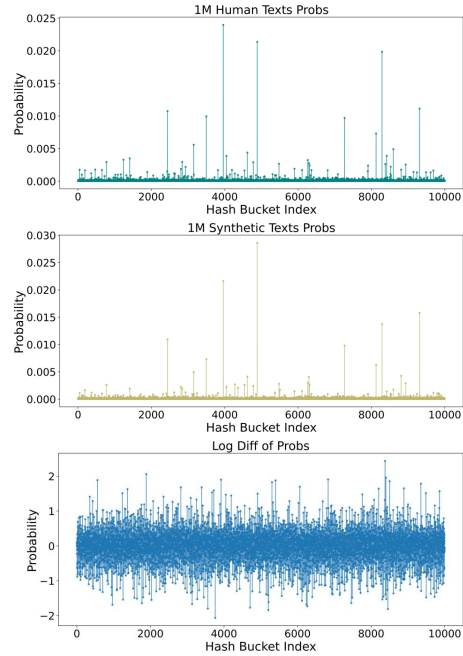 1M Human Texts Probs
0.025
0.020
0.015
0.010
0.005
0.000
Probability
0 2000 4000 6000 8000 10000
Hash Bucket Index
1M Synthetic Texts Probs
0.030
0.025
0.020
0.015
0.010
0.005
0.000
Probability
0 2000 4000 6000 8000 10000
Hash Bucket Index
Log Diff of Probs
2
1
0
−1
−2
Probability
0 2000 4000 6000 8000 10000
Hash Bucket Index